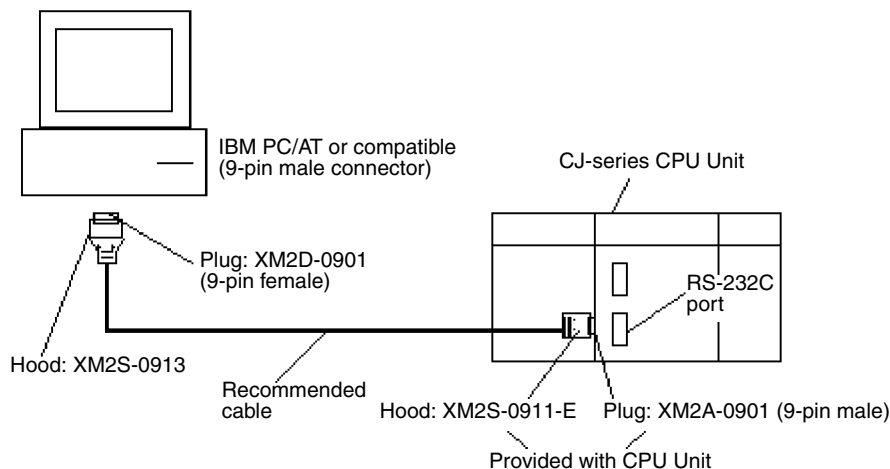 IBM PC/AT or compatible
(9-pin male connector)
CJ-series CPU Unit
Plug: XM2D-0901
(9-pin female)
RS-232C
port
Hood: XM2S-0913
Recommended
cable
Hood: XM2S-0911-E
Plug: XM2A-0901 (9-pin male)
Provided with CPU Unit